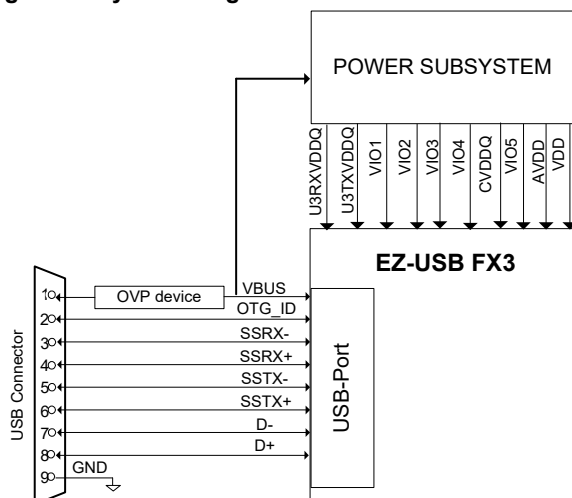 POWER SUBSYSTEM
U3RXVDDQ
U3TXVDDQ
VIO1
VIO2
VIO3
VIO4
CVDDQ
VIO5
AVDD
VDD
EZ-USB FX3
USB Connector
1
OVP device
VBUS
2
OTG_ID
3
SSRX-
4
SSRX+
5
SSTX-
6
SSTX+
7
D-
8
D+
9
GND
USB-Port